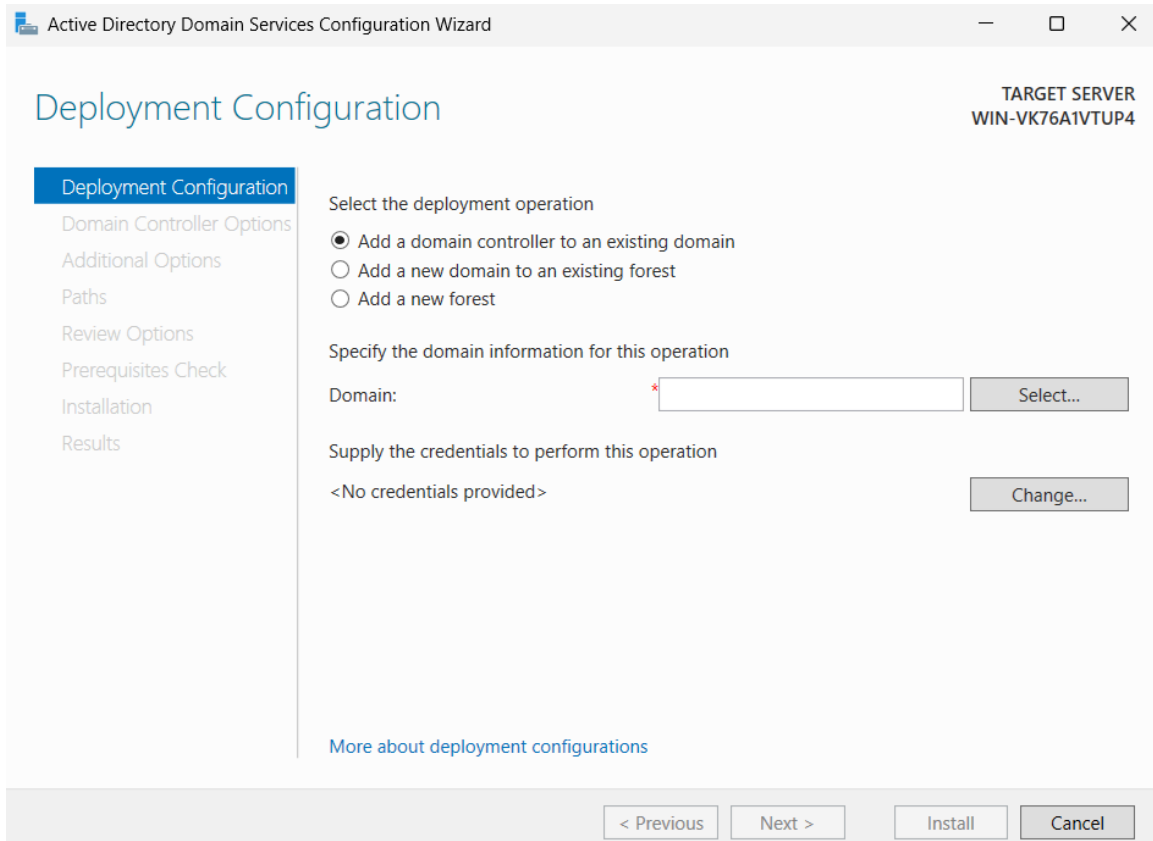 Active Directory Domain Services Configuration Wizard
Deployment Configuration
TARGET SERVER
WIN-VK76A1VTUP4
Deployment Configuration
Domain Controller Options
Additional Options
Paths
Review Options
Prerequisites Check
Installation
Results
Select the deployment operation
Add a domain controller to an existing domain
Add a new domain to an existing forest
Add a new forest
Specify the domain information for this operation
Domain:
*
Select...
Supply the credentials to perform this operation
<No credentials provided>
Change...
More about deployment configurations
< Previous
Next >
Install
Cancel